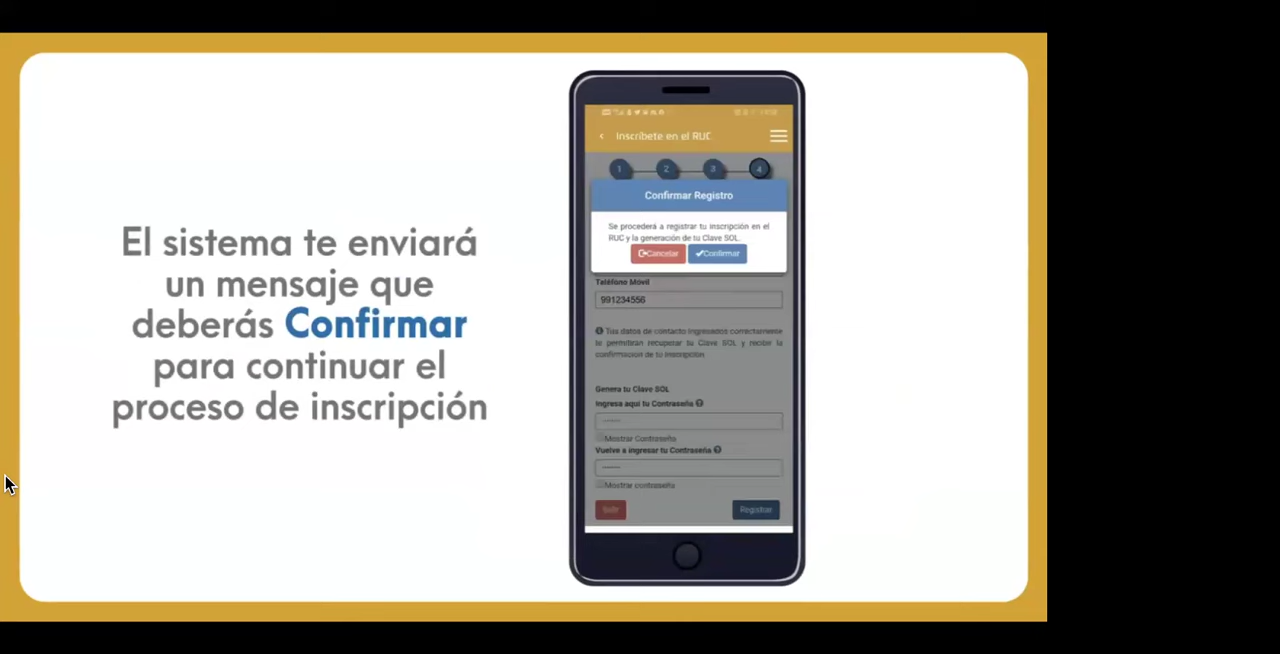 El sistema te enviará
un mensaje que
deberás Confirmar
para continuar el
proceso de inscripción
Inscríbete en el RUC
1 2 3 4
Confirmar Registro
Se procederá a registrar tu inscripción en el
RUC y la generación de tu Clave SOL.
Cancelar Confirmar
Teléfono Móvil
991234556
Tus datos de contacto ingresados correctamente
te permitirán recuperar tu Clave SOL y recibir la
confirmación de tu inscripción.
Genera tu Clave SOL
Ingresa aquí tu Contraseña
Mostrar Contraseña
Vuelve a ingresar tu Contraseña
Mostrar contraseña
Salir Registrar